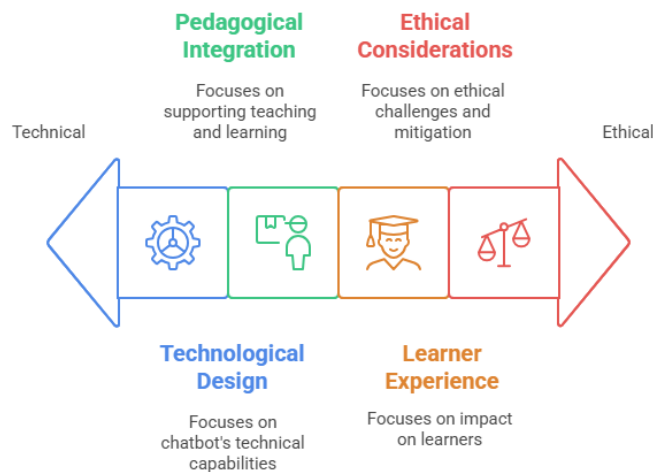 Pedagogical
Integration
Focuses on
supporting teaching
and learning
Ethical
Considerations
Focuses on ethical
challenges and
mitigation
Technical
Ethical
Technological
Design
Focuses on
chatbot's technical
capabilities
Learner
Experience
Focuses on impact
on learners